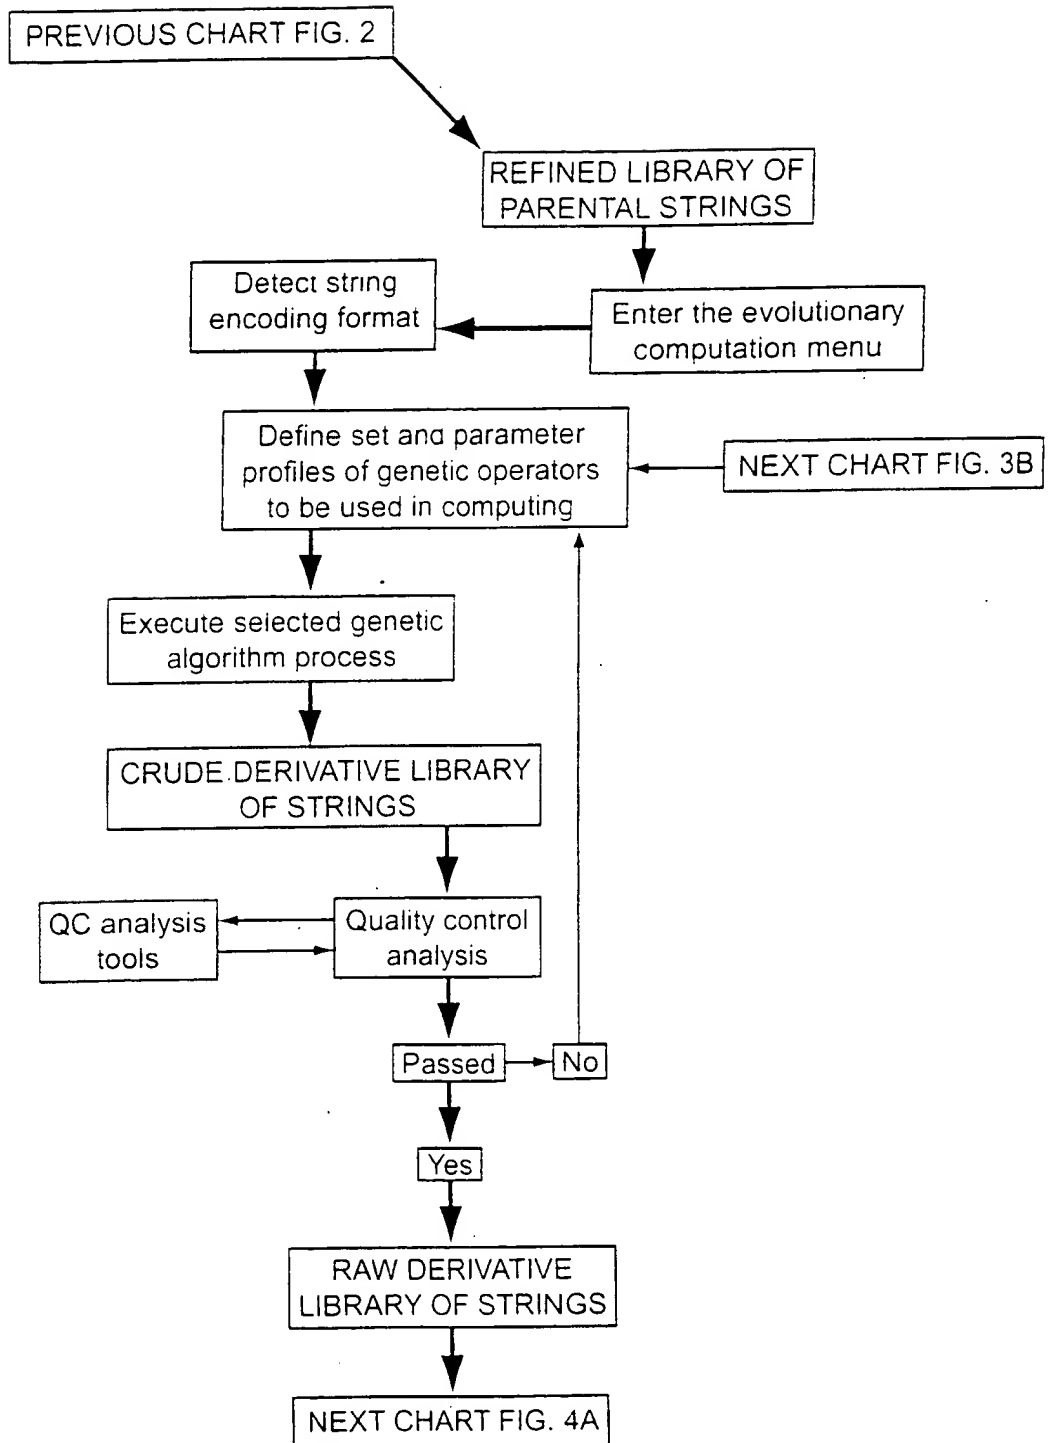 PREVIOUS CHART FIG. 2
REFINED LIBRARY OF
PARENTAL STRINGS
Detect string
encoding format
Enter the evolutionary
computation menu
Define set and parameter
profiles of genetic operators
to be used in computing
NEXT CHART FIG. 3B
Execute selected genetic
algorithm process
CRUDE DERIVATIVE LIBRARY
OF STRINGS
QC analysis
tools
Quality control
analysis
Passed
No
Yes
RAW DERIVATIVE
LIBRARY OF STRINGS
NEXT CHART FIG. 4A